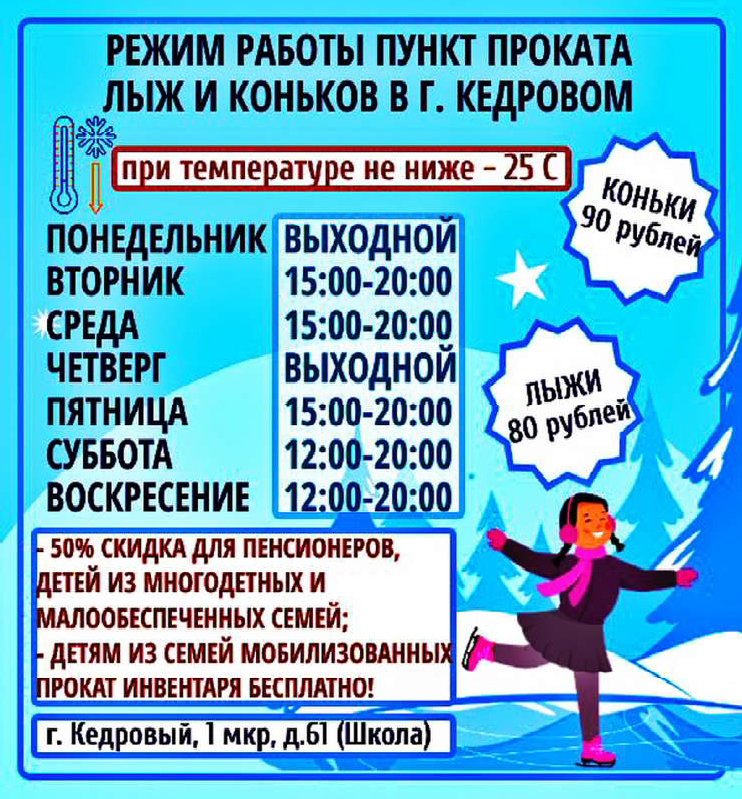 РЕЖИМ РАБОТЫ ПУНКТ ПРОКАТА
ЛЫЖ И КОНЬКОВ В Г. КЕДРОВОМ
при температуре не ниже – 25 С
КОНЬКИ
90 рублей
ПОНЕДЕЛЬНИК ВЫХОДНОЙ
ВТОРНИК 15:00-20:00
СРЕДА 15:00-20:00
ЧЕТВЕРГ ВЫХОДНОЙ
ПЯТНИЦА 15:00-20:00
СУББОТА 12:00-20:00
ВОСКРЕСЕНИЕ 12:00-20:00
ЛЫЖИ
80 рублей
- 50% СКИДКА ДЛЯ ПЕНСИОНЕРОВ,
ДЕТЕЙ ИЗ МНОГОДЕТНЫХ И
МАЛООБЕСПЕЧЕННЫХ СЕМЕЙ;
- ДЕТЯМ ИЗ СЕМЕЙ МОБИЛИЗОВАННЫХ
ПРОКАТ ИНВЕНТАРЯ БЕСПЛАТНО!
г. Кедровый, 1 мкр, д.61 (Школа)